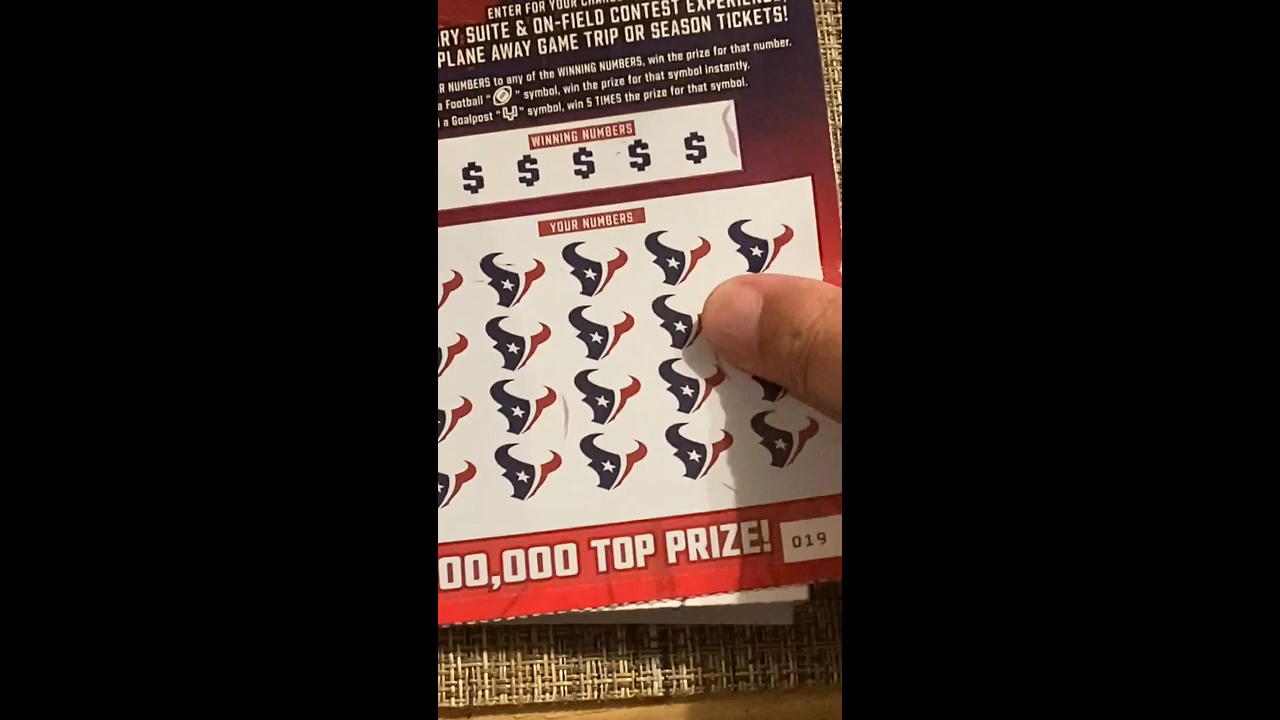 ENTER FOR YOUR
RY SUITE & ON-FIELD CONTEST
PLANE AWAY GAME TRIP OR SEASON TICKETS!
R NUMBERS to any of the WINNING NUMBERS, win the prize for that number.
a Football " " symbol, win the prize for that symbol instantly.
a Goalpost " " symbol, win 5 TIMES the prize for that symbol.
WINNING NUMBERS
$ $ $ $ $
YOUR NUMBERS
00,000 TOP PRIZE!
019